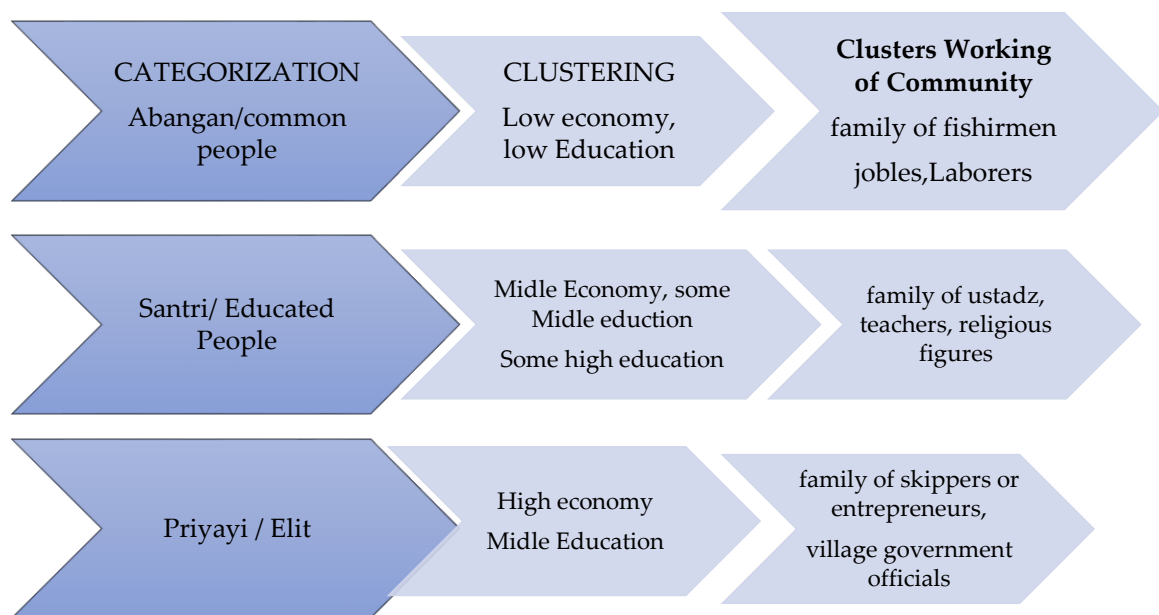 CATEGORIZATION
Abangan/common
people
CLUSTERING
Low economy,
low Education
Clusters Working
of Community
family of fishirmen
jobles,Laborers
Santri/ Educated
People
Midle Economy, some
Midle eduction
Some high education
family of ustadz,
teachers, religious
figures
Priyayi / Elit
High economy
Midle Education
family of skippers or
entrepreneurs,
village government
officials